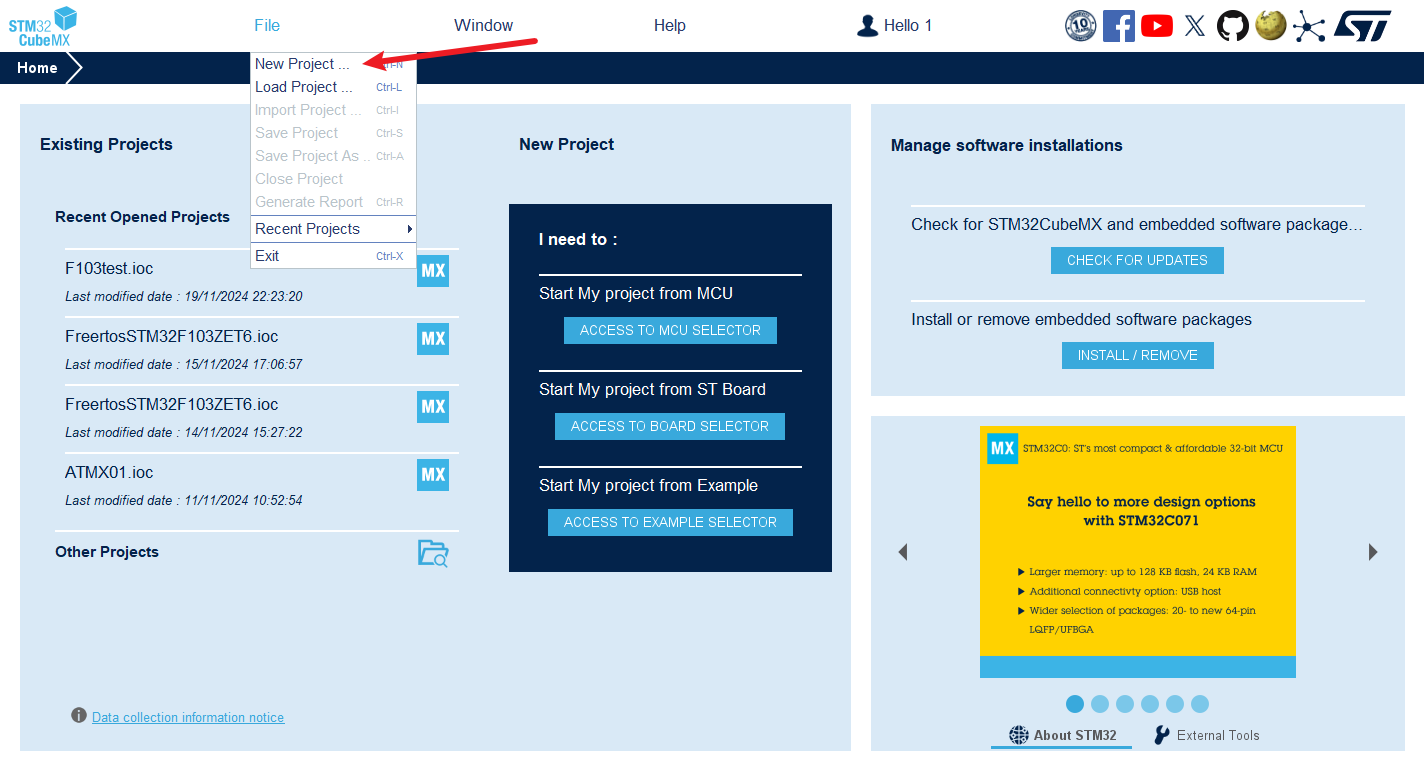 STM32
CubeMX
File
Window
Help
Hello 1
10
Home
New Project ...
Load Project ... Ctrl-L
Import Project ... Ctrl-I
Save Project Ctrl-S
Save Project As .. Ctrl-A
Close Project
Generate Report Ctrl-R
Recent Projects
Exit Ctrl-X
Existing Projects
Recent Opened Projects
F103test.ioc
MX
Last modified date : 19/11/2024 22:23:20
FreertosSTM32F103ZET6.ioc
MX
Last modified date : 15/11/2024 17:06:57
FreertosSTM32F103ZET6.ioc
MX
Last modified date : 14/11/2024 15:27:22
ATMX01.ioc
MX
Last modified date : 11/11/2024 10:52:54
Other Projects
Data collection information notice
New Project
I need to :
Start My project from MCU
ACCESS TO MCU SELECTOR
Start My project from ST Board
ACCESS TO BOARD SELECTOR
Start My project from Example
ACCESS TO EXAMPLE SELECTOR
Manage software installations
Check for STM32CubeMX and embedded software package...
CHECK FOR UPDATES
Install or remove embedded software packages
INSTALL / REMOVE
MX STM32C0: ST's most compact & affordable 32-bit MCU
Say hello to more design options
with STM32C071
Larger memory: up to 128 KB flash, 24 KB RAM
Additional connectivty option: USB host
Wider selection of packages: 20- to new 64-pin
LQFP/UFBGA
About STM32
External Tools